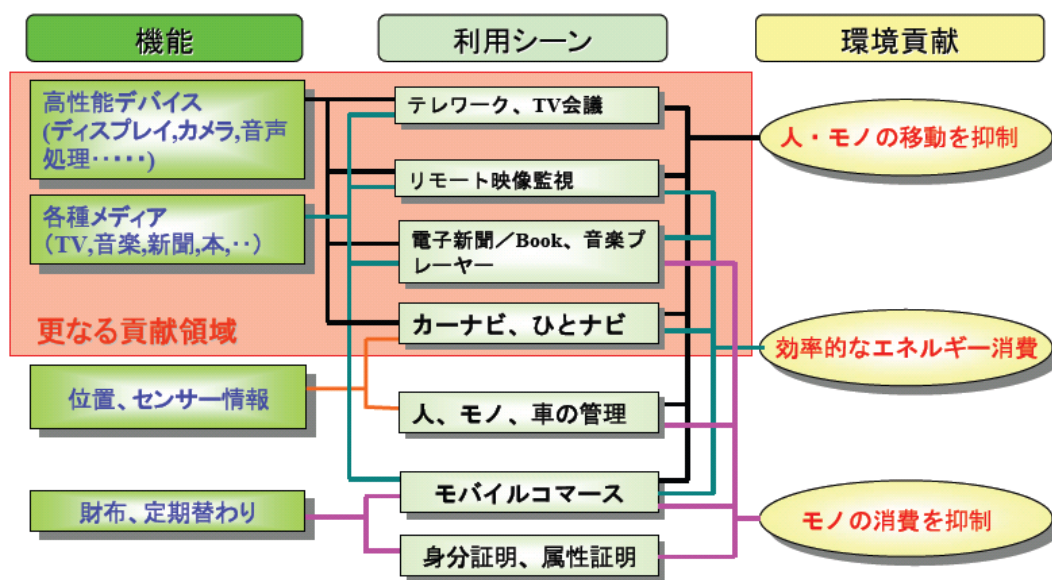 機能
利用シーン
環境貢献
高性能デバイス
(ディスプレイ,カメラ,音声
処理‥‥‥)
各種メディア
(TV,音楽,新聞,本,‥)
更なる貢献領域
位置、センサー情報
財布、定期替わり
テレワーク、TV会議
リモート映像監視
電子新聞／Book、音楽プ
レーヤー
カーナビ、ひとナビ
人、モノ、車の管理
モバイルコマース
身分証明、属性証明
人・モノの移動を抑制
効率的なエネルギー消費
モノの消費を抑制